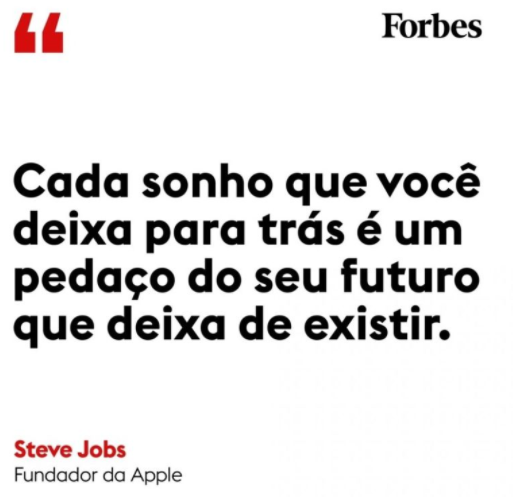 “
Forbes
Cada sonho que você
deixa para trás é um
pedaço do seu futuro
que deixa de existir.
Steve Jobs
Fundador da Apple